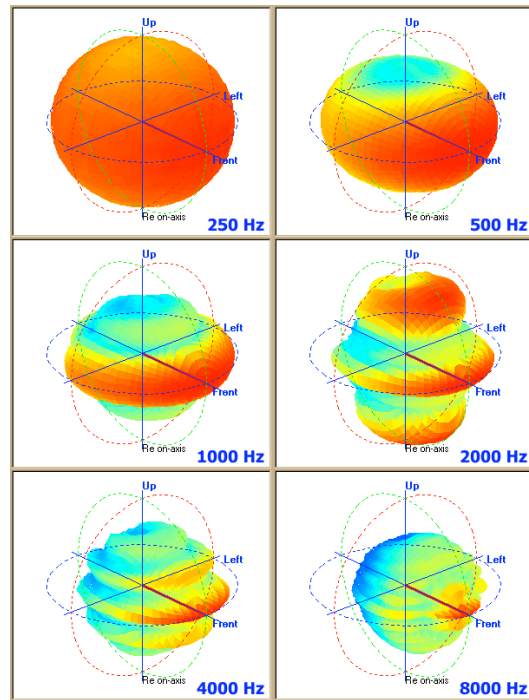 Up
Left
Front
Re on-axis
250 Hz
Up
Left
Front
Re on-axis
500 Hz
Up
Left
Front
Re on-axis
1000 Hz
Up
Left
Front
Re on-axis
2000 Hz
Up
Left
Front
Re on-axis
4000 Hz
Up
Left
Front
Re on-axis
8000 Hz